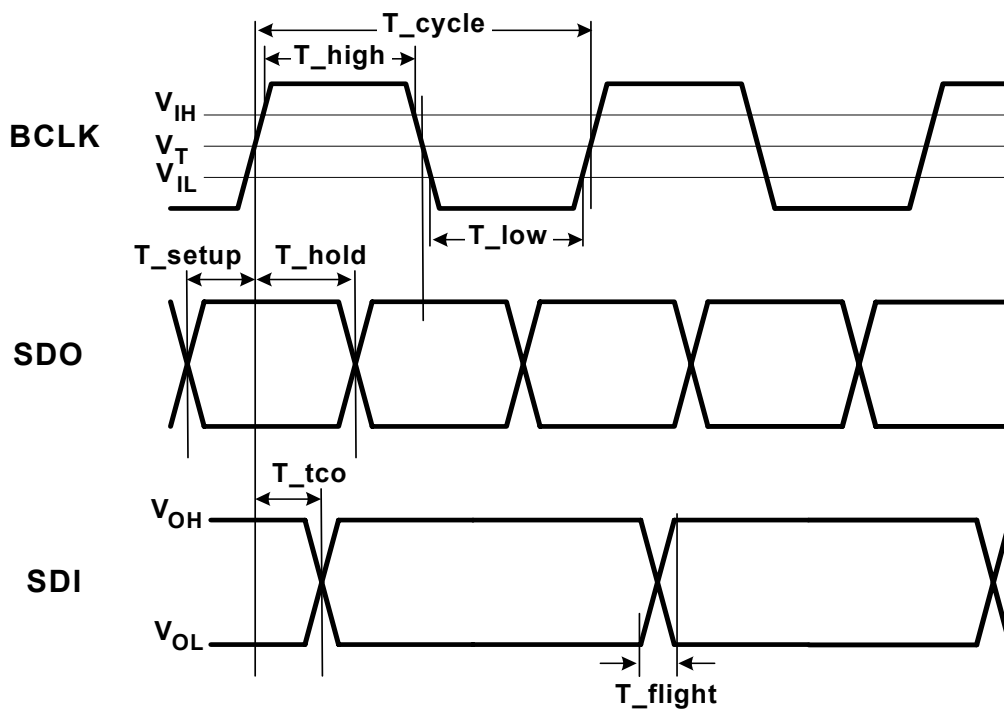 T_cycle
T_high
BCLK
V_IH
V_T
V_IL
T_low
T_setup
T_hold
SDO
T_tco
V_OH
SDI
V_OL
T_flight